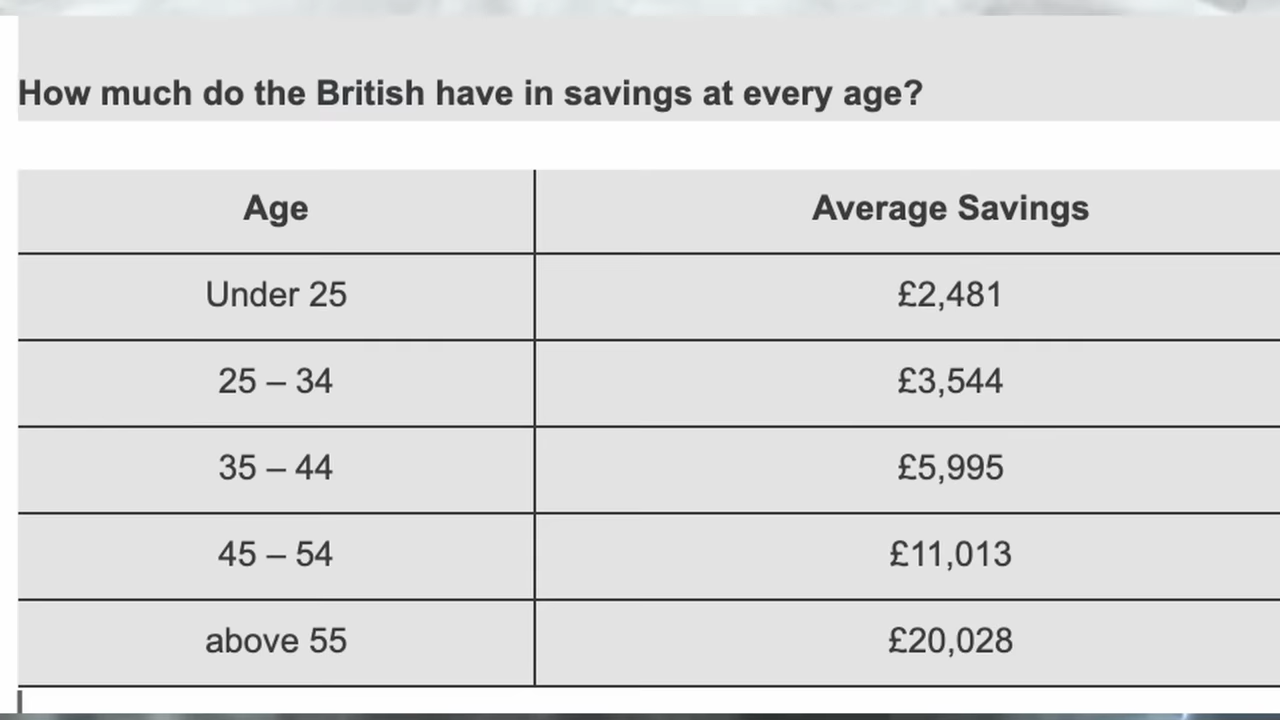 How much do the British have in savings at every age?
Age Average Savings
Under 25 £2,481
25 – 34 £3,544
35 – 44 £5,995
45 – 54 £11,013
above 55 £20,028